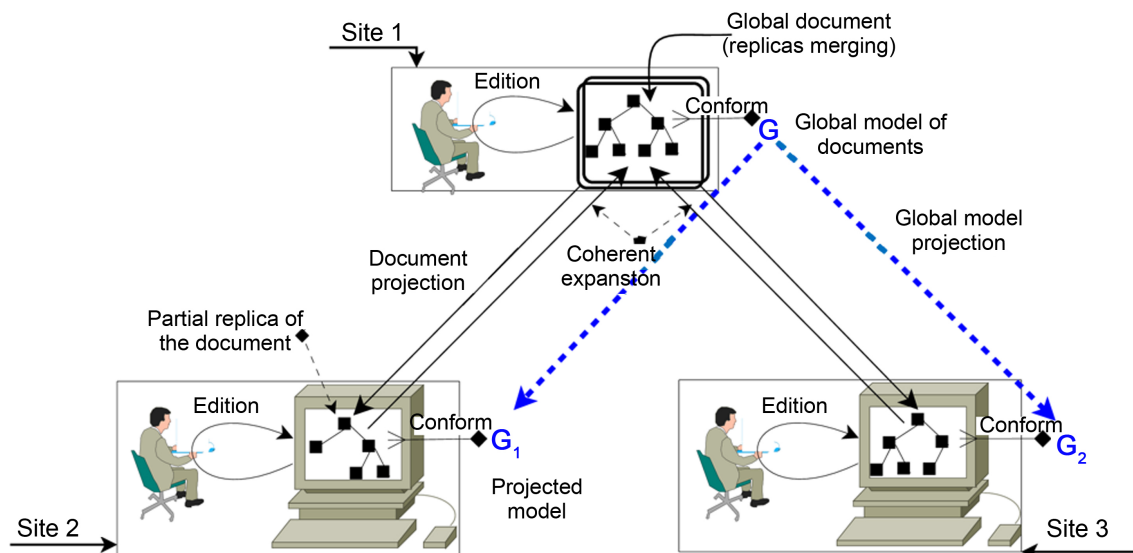 Site 1
Global document
(replicas merging)
Edition
Conform
G
Global model of
documents
Global model
projection
Document
projection
Coherent
expanston
Partial replica of
the document
Edition
Conform
G₁
Projected
model
Site 2
Edition
Conform
G₂
Site 3